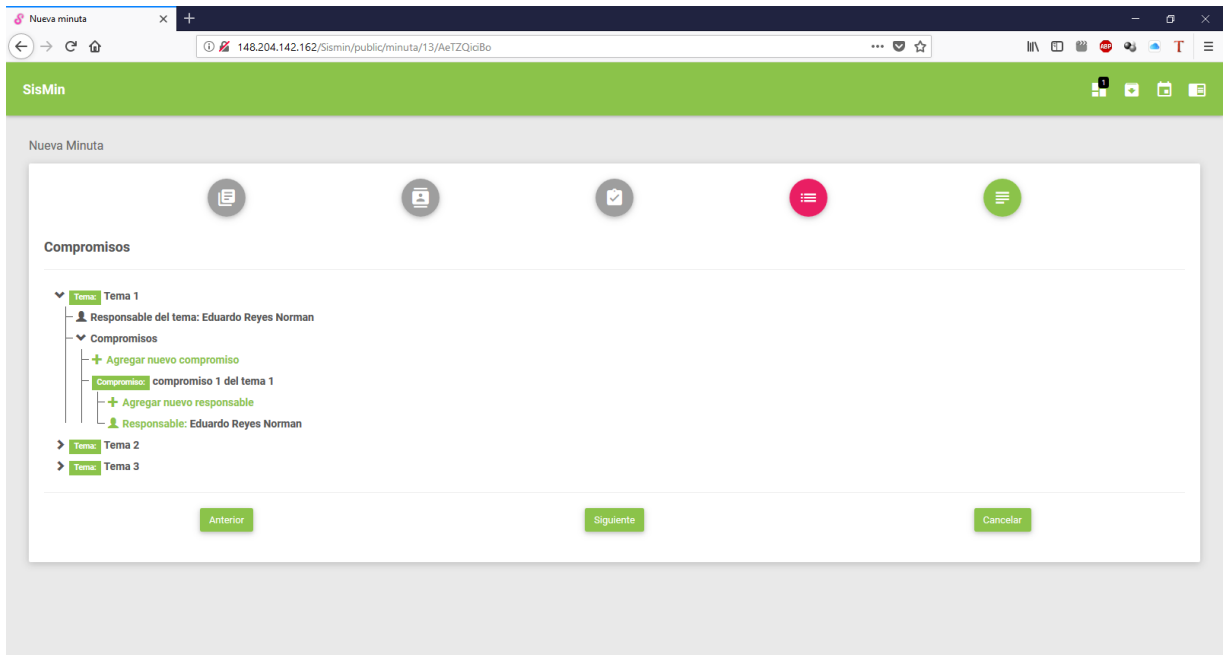 Nueva minuta
148.204.142.162/Sismin/public/minuta/13/AeTZQiciBo
ABP
T
SisMin
1
Nueva Minuta
Compromisos
Tema: Tema 1
Responsable del tema: Eduardo Reyes Norman
Compromisos
Agregar nuevo compromiso
Compromiso: compromiso 1 del tema 1
Agregar nuevo responsable
Responsable: Eduardo Reyes Norman
Tema: Tema 2
Tema: Tema 3
Anterior
Siguiente
Cancelar